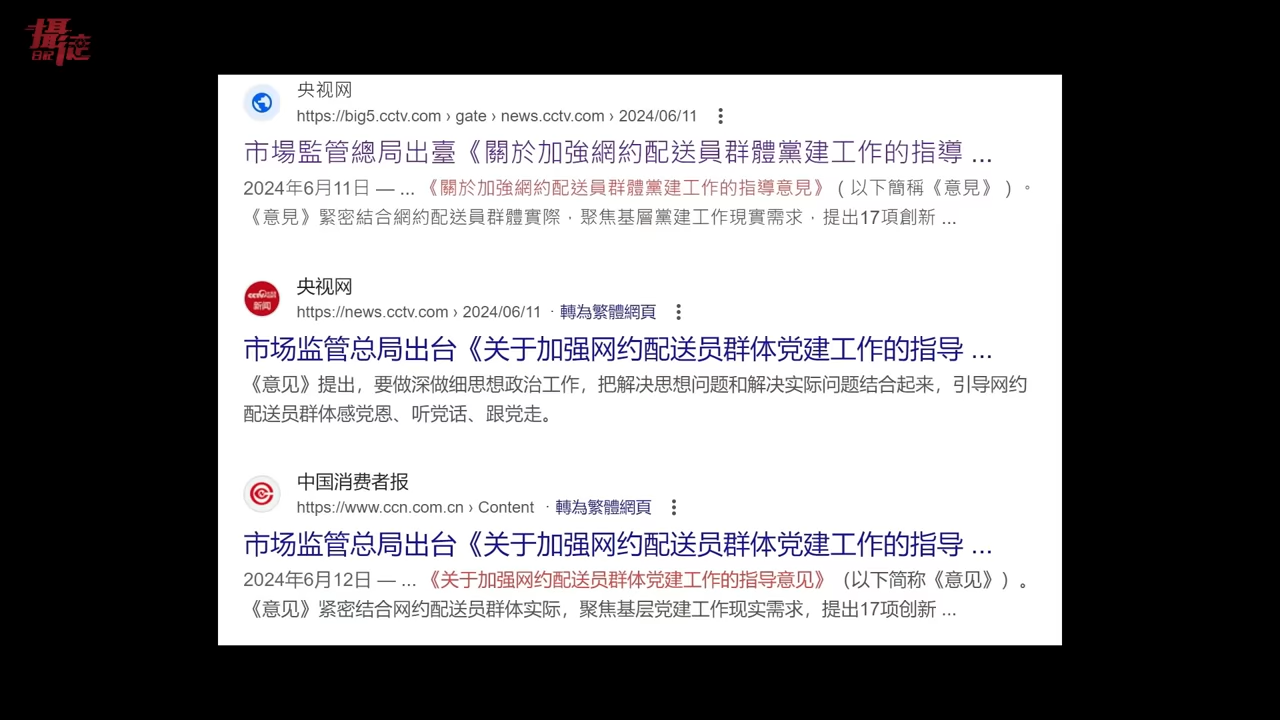 攝徒
日記
央视网
https://big5.cctv.com › gate › news.cctv.com › 2024/06/11
市場監管總局出臺《關於加強網約配送員群體黨建工作的指導 ...
2024年6月11日 — ... 《關於加強網約配送員群體黨建工作的指導意見》（以下簡稱《意見》）。
《意見》緊密結合網約配送員群體實際，聚焦基層黨建工作現實需求，提出17項創新 ...
央视网
https://news.cctv.com › 2024/06/11 · 轉為繁體網頁
市场监管总局出台《关于加强网约配送员群体党建工作的指导 ...
《意见》提出，要做深做细思想政治工作，把解决思想问题和解决实际问题结合起来，引导网约
配送员群体感党恩、听党话、跟党走。
中国消费者报
https://www.ccn.com.cn › Content · 轉為繁體網頁
市场监管总局出台《关于加强网约配送员群体党建工作的指导 ...
2024年6月12日 — ... 《关于加强网约配送员群体党建工作的指导意见》（以下简称《意见》）。
《意见》紧密结合网约配送员群体实际，聚焦基层党建工作现实需求，提出17项创新 ...